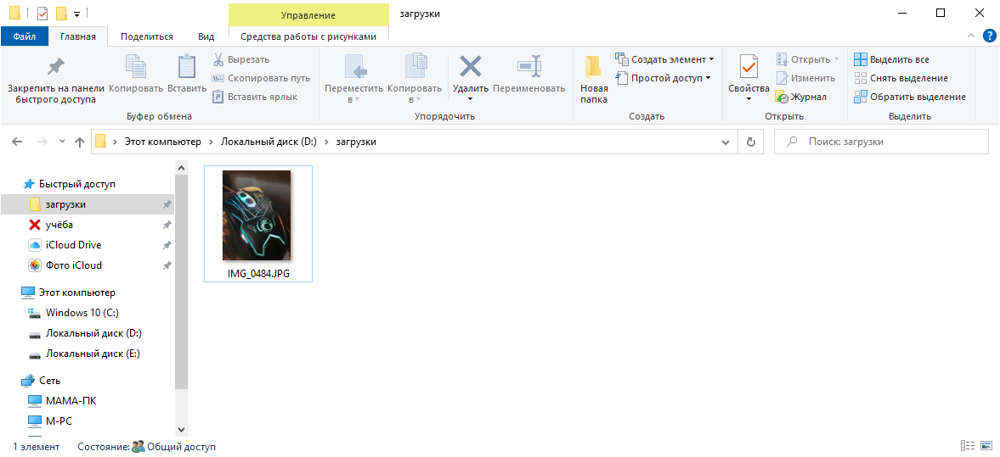 Управление
загрузки
Файл
Главная
Поделиться
Вид
Средства работы с рисунками
Закрепить на панели
быстрого доступа
Копировать
Вставить
Вырезать
Скопировать путь
Вставить ярлык
Буфер обмена
Переместить
в
Копировать
в
Удалить
Переименовать
Упорядочить
Новая
папка
Создать элемент
Простой доступ
Создать
Свойства
Открыть
Изменить
Журнал
Открыть
Выделить все
Снять выделение
Обратить выделение
Выделить
Этот компьютер
Локальный диск (D:)
загрузки
Поиск: загрузки
Быстрый доступ
загрузки
учёба
iCloud Drive
Фото iCloud
Этот компьютер
Windows 10 (C:)
Локальный диск (D:)
Локальный диск (E:)
Сеть
МАМА-ПК
M-PC
IMG_0484.JPG
1 элемент
Состояние:
Общий доступ